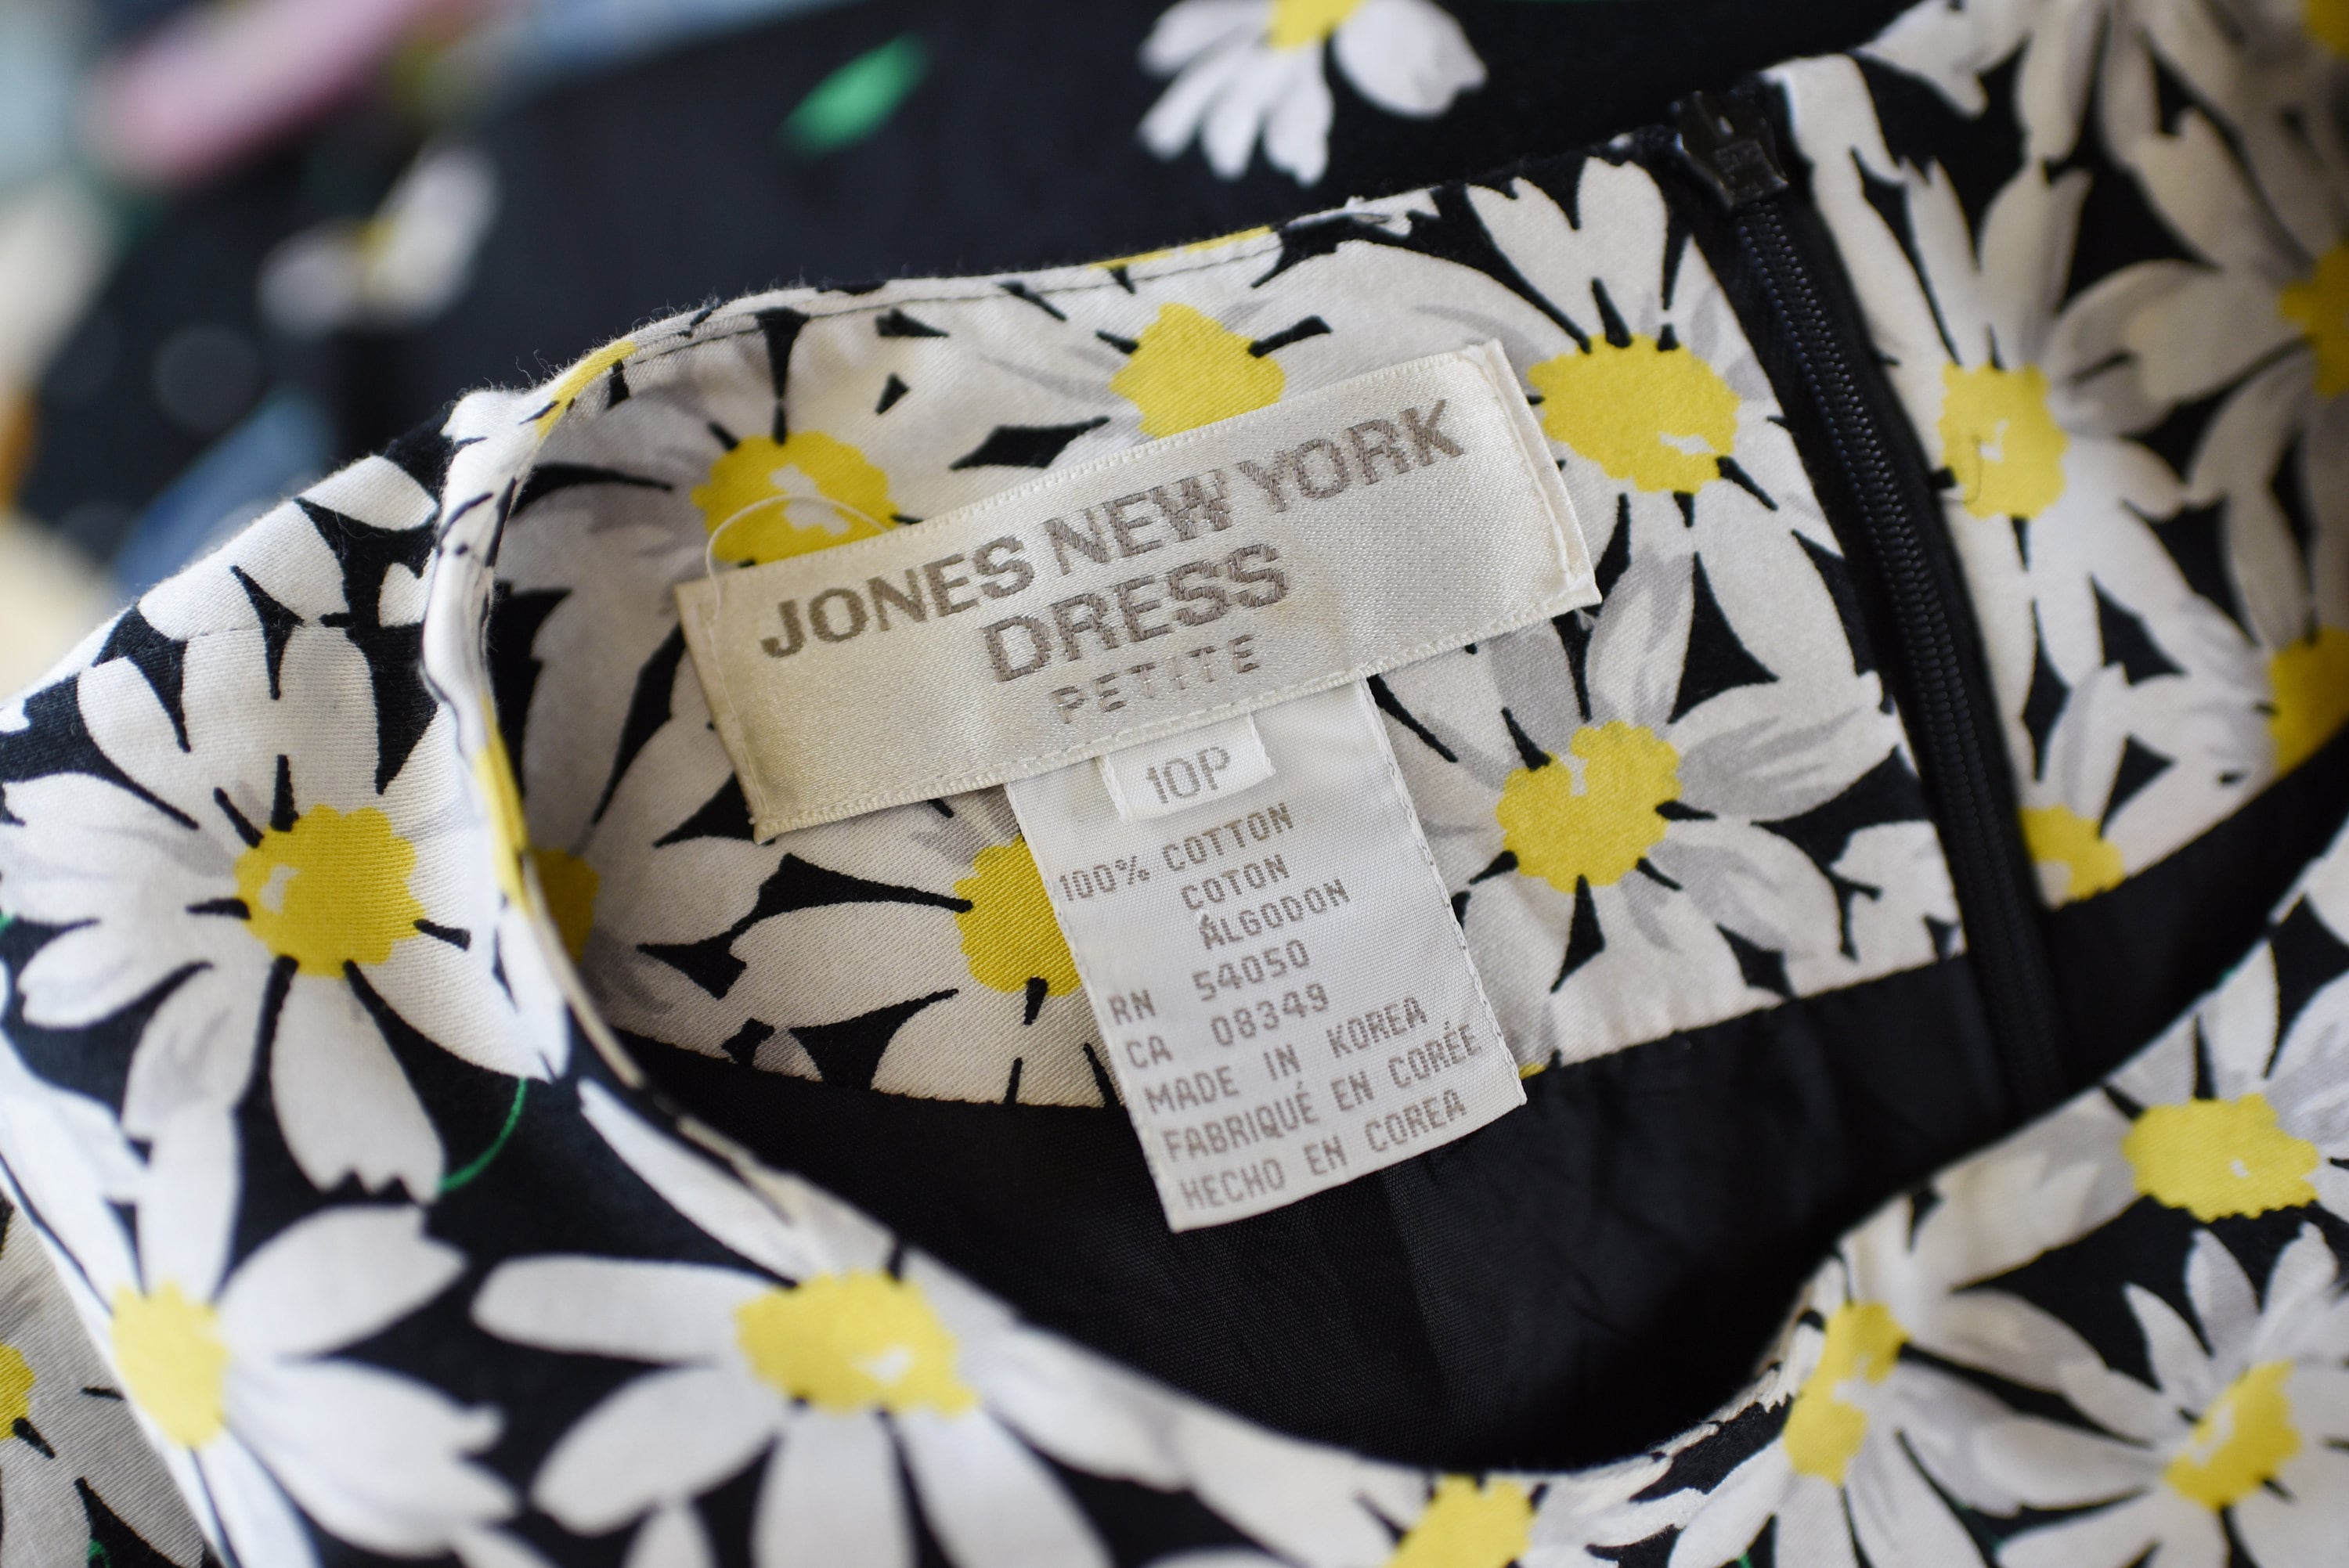 JONES NEW YORK
DRESS
PETITE
10P
100% COTTON
COTON
ALGODON
RN 54050
CA 08349
MADE IN KOREA
FABRIQUÉ EN CORÉE
HECHO EN COREA